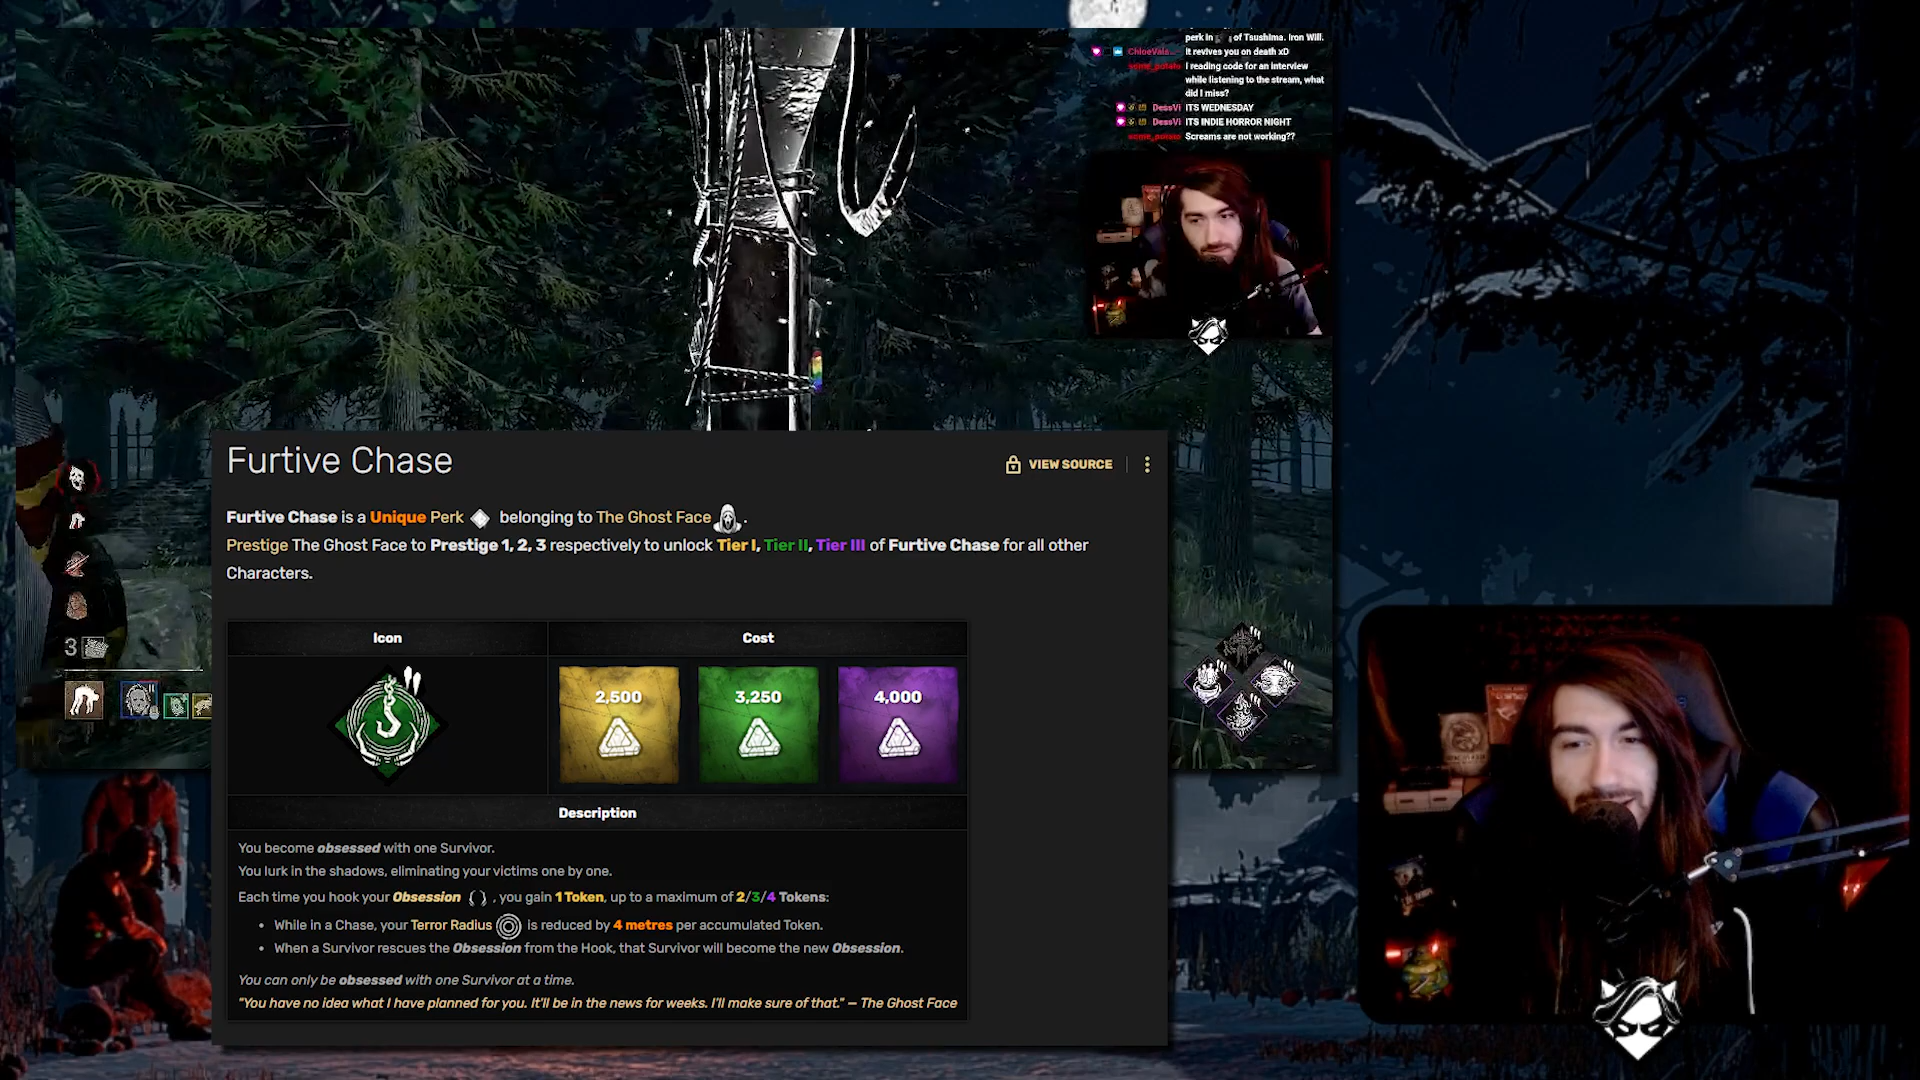 perk in of Tsushima. Iron Will.
It revives you on death xD
I reading code for an interview
while listening to the stream, what
did I miss?
DessVi ITS WEDNESDAY
DessVi ITS INDIE HORROR NIGHT
Screams are not working??
Furtive Chase
VIEW SOURCE
Furtive Chase is a Unique Perk belonging to The Ghost Face .
Prestige The Ghost Face to Prestige 1, 2, 3 respectively to unlock Tier I, Tier II, Tier III of Furtive Chase for all other
Characters.
Icon
Cost
2,500
3,250
4,000
3
Description
You become obsessed with one Survivor.
You lurk in the shadows, eliminating your victims one by one.
Each time you hook your Obsession , you gain 1 Token, up to a maximum of 2/3/4 Tokens:
• While in a Chase, your Terror Radius is reduced by 4 metres per accumulated Token.
• When a Survivor rescues the Obsession from the Hook, that Survivor will become the new Obsession.
You can only be obsessed with one Survivor at a time.
"You have no idea what I have planned for you. It'll be in the news for weeks. I'll make sure of that." — The Ghost Face